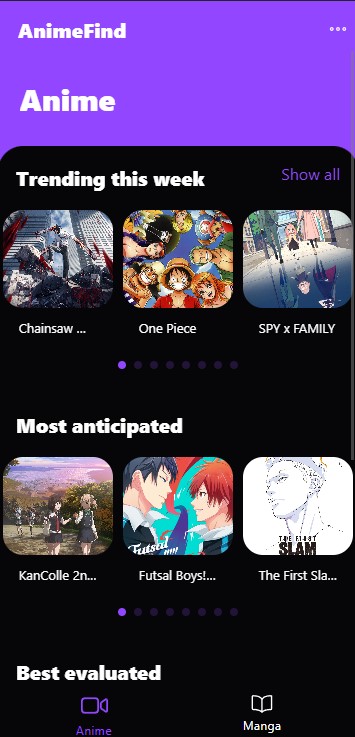 AnimeFind
Anime
Trending this week
Show all
Chainsaw ...
One Piece
SPY x FAMILY
Most anticipated
Futsal
!!!!!
THE FIRST
SLAM
KanColle 2n...
Futsal Boys!...
The First Sla...
Best evaluated
Anime
Manga